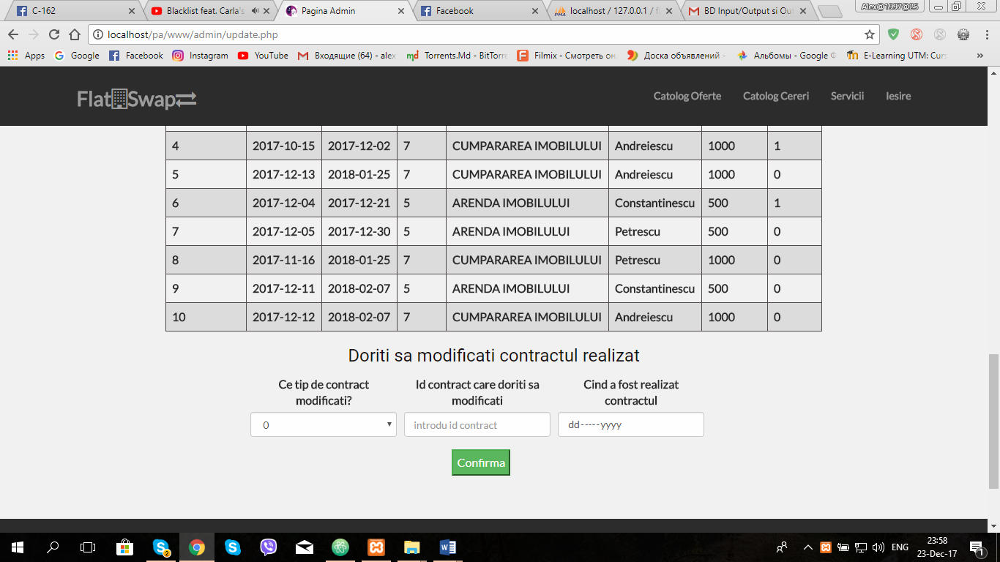 C-162
Blacklist feat. Carla's
Pagina Admin
Facebook
localhost / 127.0.0.1 / f
BD Input/Output si Ou
Alex@1997@25
localhost/pa/www/admin/update.php
Apps Google Facebook Instagram YouTube Входящие (64) - alex Torrents.Md - BitTorre Filmix - Смотреть он Доска объявлений - Альбомы - Google Ф E-Learning UTM: Cur »
Flat Swap
Catolog Oferte Catolog Cereri Servicii Iesire
4 2017-10-15 2017-12-02 7 CUMPARAREA IMOBILULUI Andreiescu 1000 1
5 2017-12-13 2018-01-25 7 CUMPARAREA IMOBILULUI Andreiescu 1000 0
6 2017-12-04 2017-12-21 5 ARENDA IMOBILULUI Constantinescu 500 1
7 2017-12-05 2017-12-30 5 ARENDA IMOBILULUI Petrescu 500 0
8 2017-11-16 2018-01-25 7 CUMPARAREA IMOBILULUI Petrescu 1000 0
9 2017-12-11 2018-02-07 5 ARENDA IMOBILULUI Constantinescu 500 0
10 2017-12-12 2018-02-07 7 CUMPARAREA IMOBILULUI Andreiescu 1000 0
Doriti sa modificati contractul realizat
Ce tip de contract
modificati?
Id contract care doriti sa
modificati
Cind a fost realizat
contractul
0
introdu id contract
dd-----yyyy
Confirma
2
ENG
23:58
23-Dec-17
1